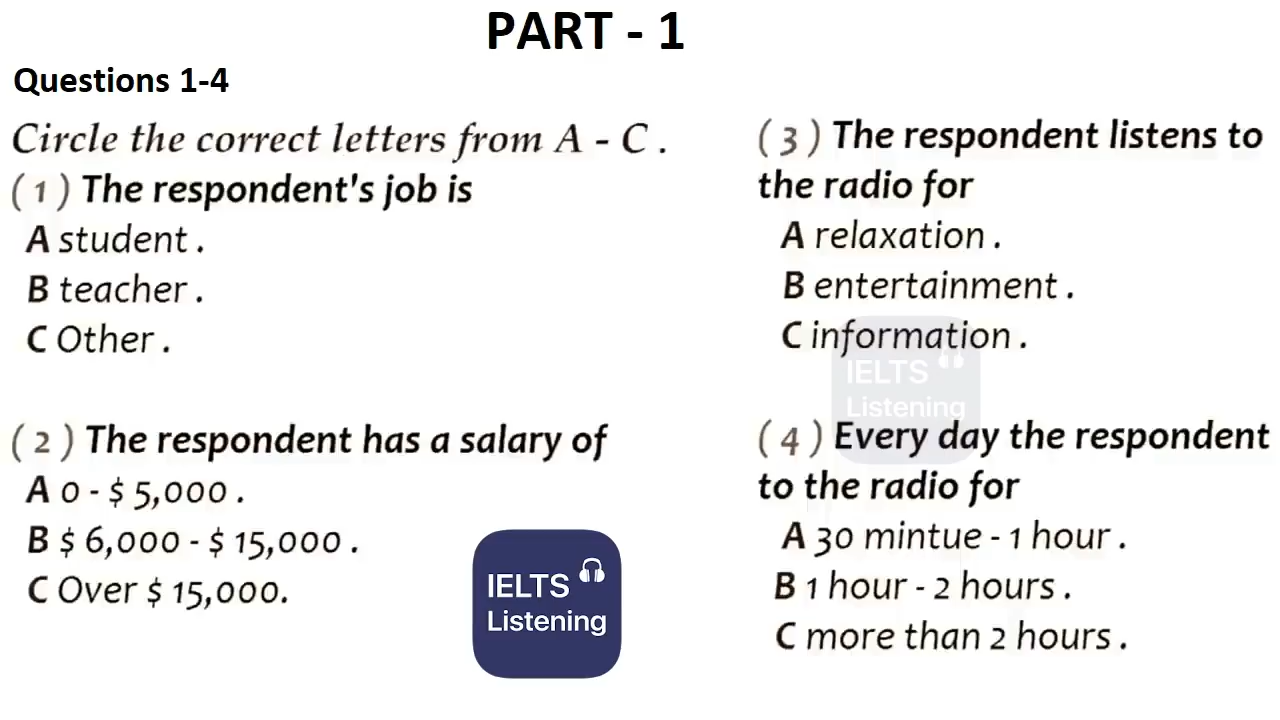 PART - 1
Questions 1-4
Circle the correct letters from A - C .
( 1 ) The respondent's job is
A student .
B teacher .
C Other .
( 2 ) The respondent has a salary of
A 0 - $ 5,000 .
B $ 6,000 - $ 15,000 .
C Over $ 15,000.
IELTS
Listening
( 3 ) The respondent listens to
the radio for
A relaxation .
B entertainment .
C information .
IELTS
Listening
( 4 ) Every day the respondent
to the radio for
A 30 mintue - 1 hour .
B 1 hour - 2 hours .
C more than 2 hours .